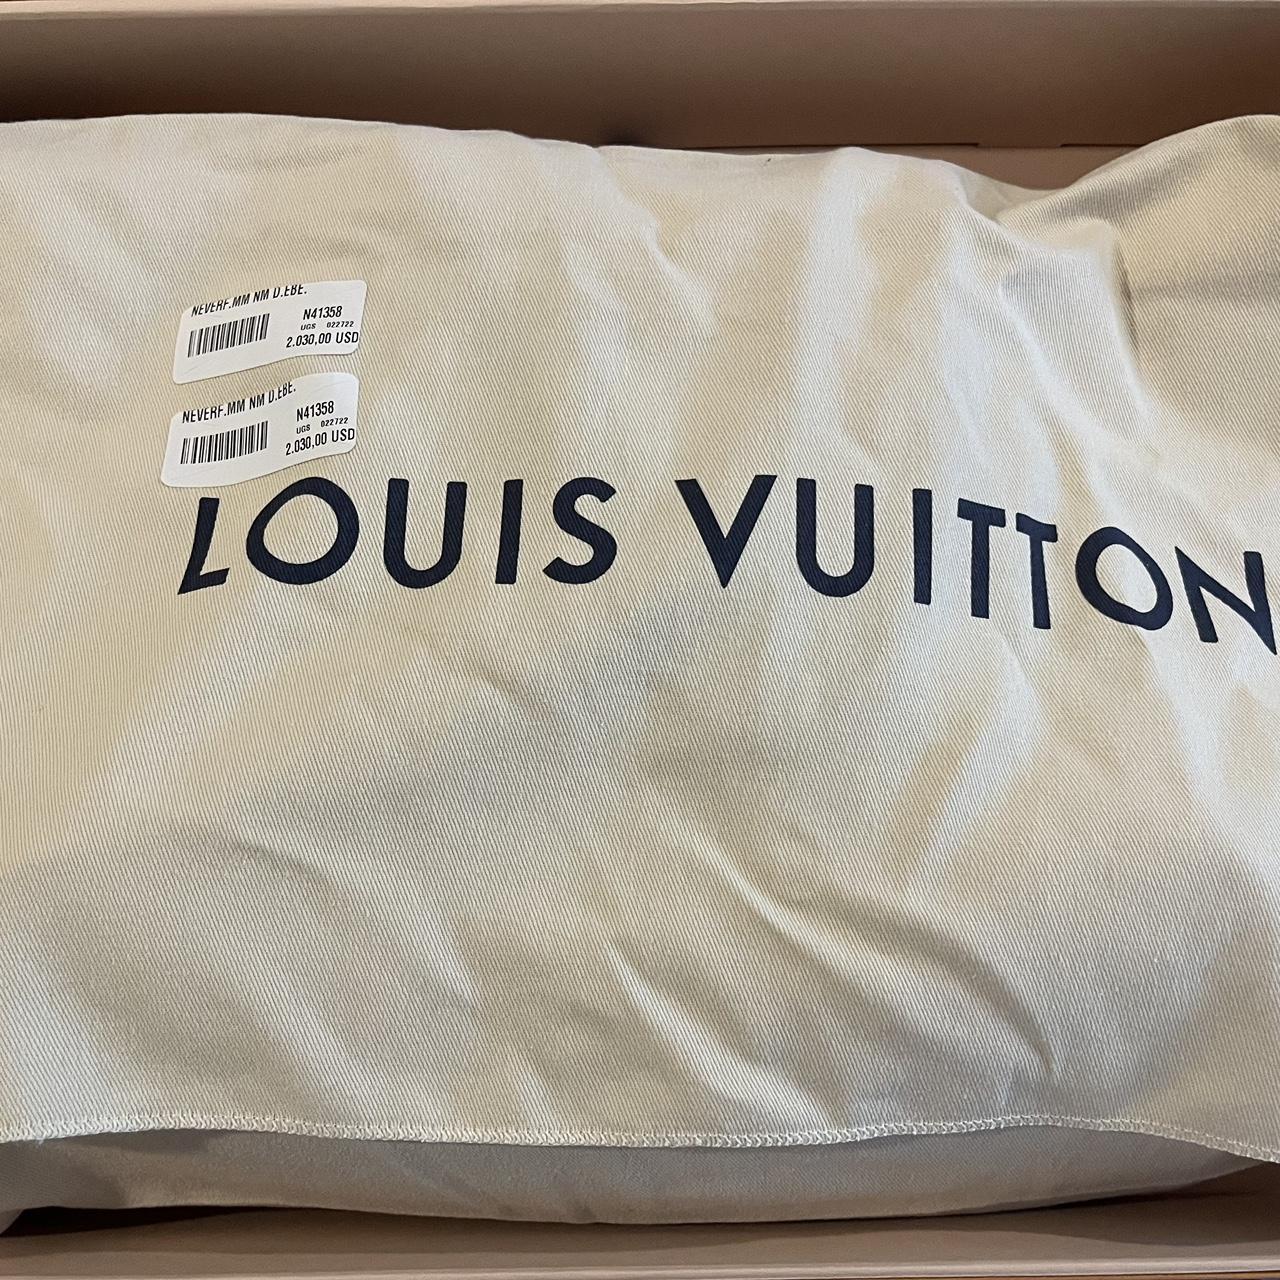 NEVERF.MM NM D.EBE.
N41358
UGS 022722
2.030,00 USD
NEVERF.MM NM D.EBE.
N41358
UGS 022722
2.030,00 USD
LOUIS VUITTON